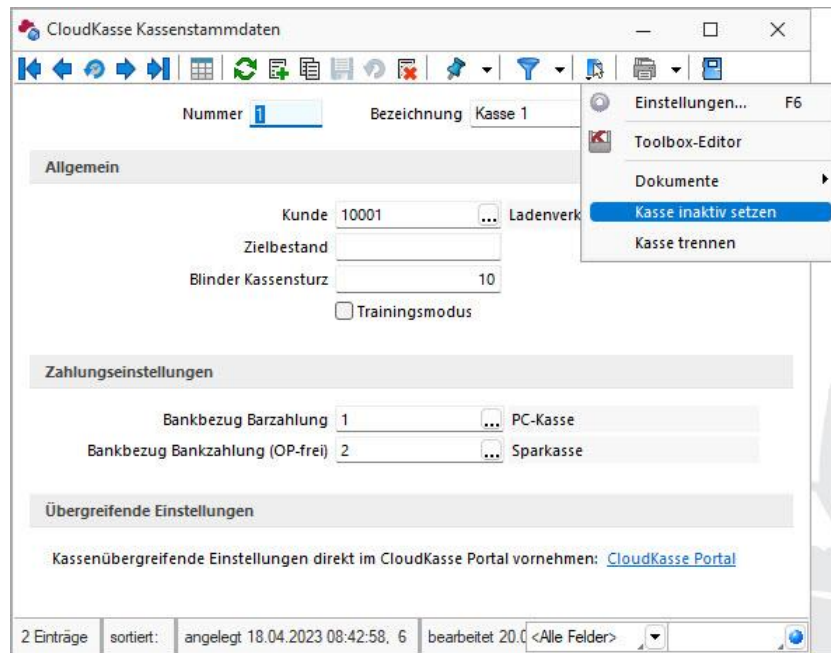 CloudKasse Kassenstammdaten
Nummer 1 Bezeichnung Kasse 1
Einstellungen... F6
Toolbox-Editor
Dokumente
Kasse inaktiv setzen
Kasse trennen
Allgemein
Kunde 10001 ... Ladenverk
Zielbestand
Blinder Kassensturz 10
Trainingsmodus
Zahlungseinstellungen
Bankbezug Barzahlung 1 ... PC-Kasse
Bankbezug Bankzahlung (OP-frei) 2 ... Sparkasse
Übergreifende Einstellungen
Kassenübergreifende Einstellungen direkt im CloudKasse Portal vornehmen: CloudKasse Portal
2 Einträge sortiert: angelegt 18.04.2023 08:42:58, 6 bearbeitet 20.0 <Alle Felder>